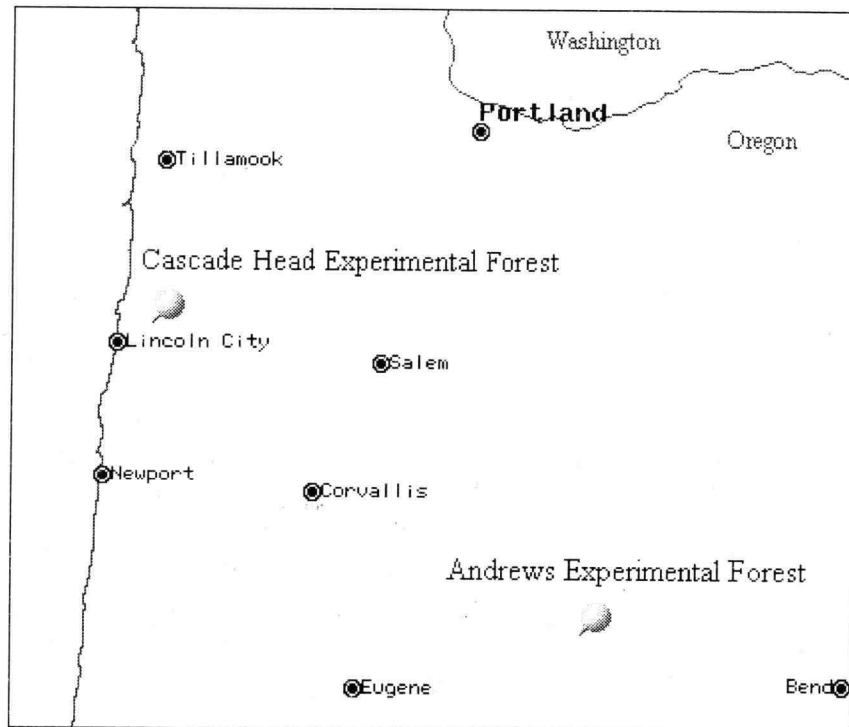 Washington
Portland
Oregon
Tillamook
Cascade Head Experimental Forest
Lincoln City
Salem
Newport
Corvallis
Andrews Experimental Forest
Eugene
Bend